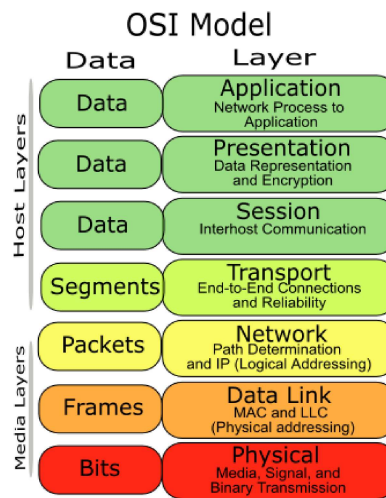 OSI Model
Data Layer
Host Layers
Data
Application
Network Process to
Application
Data
Presentation
Data Representation
and Encryption
Data
Session
Interhost Communication
Segments
Transport
End-to-End Connections
and Reliability
Media Layers
Packets
Network
Path Determination
and IP (Logical Addressing)
Frames
Data Link
MAC and LLC
(Physical addressing)
Bits
Physical
Media, Signal, and
Binary Transmission